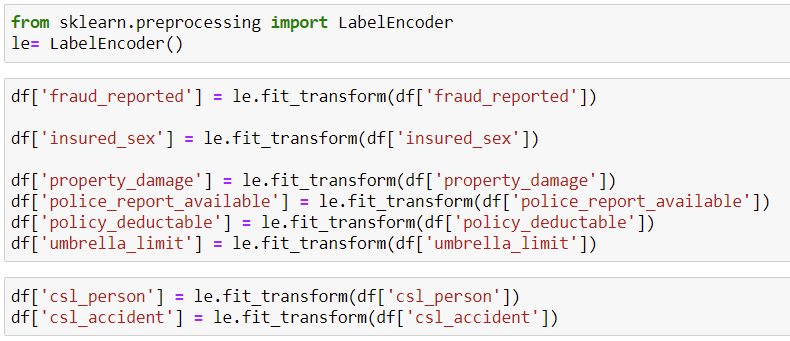 from sklearn.preprocessing import LabelEncoder
le= LabelEncoder()
df['fraud_reported'] = le.fit_transform(df['fraud_reported'])
df['insured_sex'] = le.fit_transform(df['insured_sex'])
df['property_damage'] = le.fit_transform(df['property_damage'])
df['police_report_available'] = le.fit_transform(df['police_report_available'])
df['policy_deductable'] = le.fit_transform(df['policy_deductable'])
df['umbrella_limit'] = le.fit_transform(df['umbrella_limit'])
df['csl_person'] = le.fit_transform(df['csl_person'])
df['csl_accident'] = le.fit_transform(df['csl_accident'])